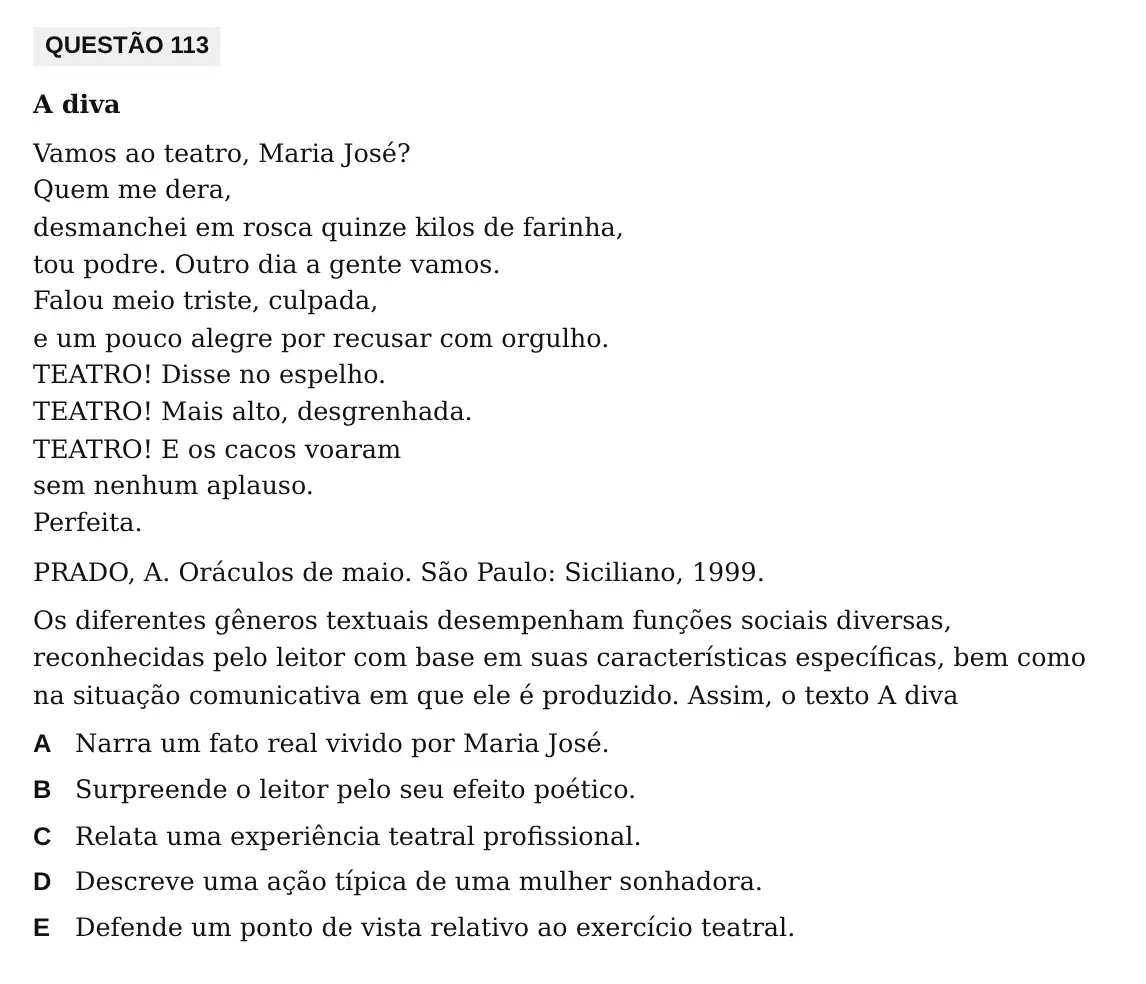 QUESTÃO 113
A diva
Vamos ao teatro, Maria José?
Quem me dera,
desmanchei em rosca quinze kilos de farinha,
tou podre. Outro dia a gente vamos.
Falou meio triste, culpada,
e um pouco alegre por recusar com orgulho.
TEATRO! Disse no espelho.
TEATRO! Mais alto, desgrenhada.
TEATRO! E os cacos voaram
sem nenhum aplauso.
Perfeita.
PRADO, A. Oráculos de maio. São Paulo: Siciliano, 1999.
Os diferentes gêneros textuais desempenham funções sociais diversas,
reconhecidas pelo leitor com base em suas características específicas, bem como
na situação comunicativa em que ele é produzido. Assim, o texto A diva
A Narra um fato real vivido por Maria José.
B Surpreende o leitor pelo seu efeito poético.
C Relata uma experiência teatral profissional.
D Descreve uma ação típica de uma mulher sonhadora.
E Defende um ponto de vista relativo ao exercício teatral.